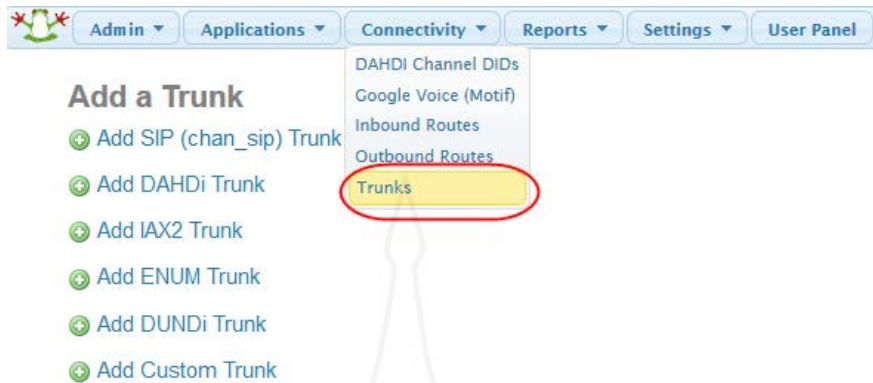 Admin Applications Connectivity Reports Settings User Panel
DAHDI Channel DIDs
Google Voice (Motif)
Inbound Routes
Outbound Routes
Trunks
Add a Trunk
Add SIP (chan_sip) Trunk
Add DAHDi Trunk
Add IAX2 Trunk
Add ENUM Trunk
Add DUNDi Trunk
Add Custom Trunk